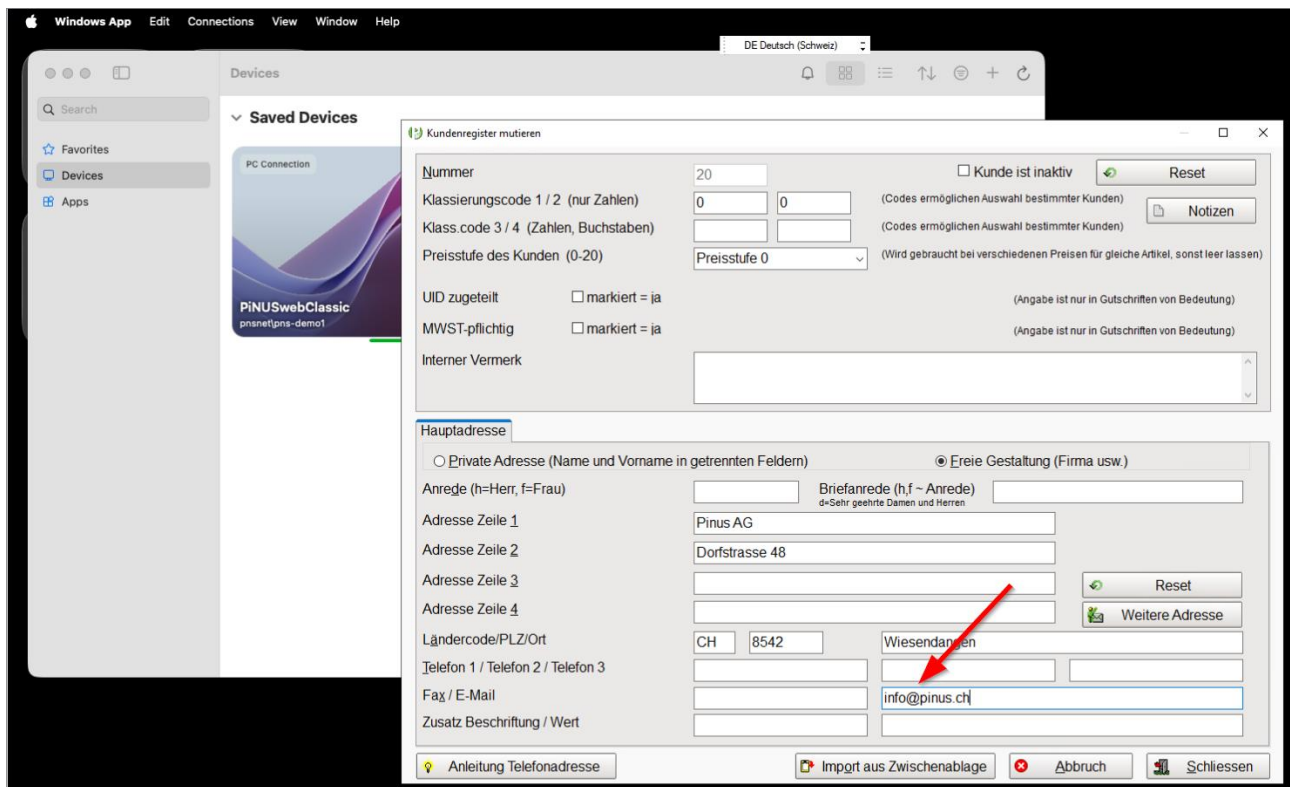 Windows App Edit Connections View Window Help
DE Deutsch (Schweiz)
Devices
Search
Favorites
Devices
Apps
Saved Devices
PC Connection
PiNUSwebClassic
pnsnet\pns-demo1
Kundenregister mutieren
Nummer 20 Kunde ist inaktiv Reset
Klassierungscode 1 / 2 (nur Zahlen) 0 0 (Codes ermöglichen Auswahl bestimmter Kunden) Notizen
Klass.code 3 / 4 (Zahlen, Buchstaben) (Codes ermöglichen Auswahl bestimmter Kunden)
Preisstufe des Kunden (0-20) Preisstufe 0 (Wird gebraucht bei verschiedenen Preisen für gleiche Artikel, sonst leer lassen)
UID zugeteilt markiert = ja (Angabe ist nur in Gutschriften von Bedeutung)
MWST-pflichtig markiert = ja (Angabe ist nur in Gutschriften von Bedeutung)
Interner Vermerk
Hauptadresse
Private Adresse (Name und Vorname in getrennten Feldern) Freie Gestaltung (Firma usw.)
Anrede (h=Herr, f=Frau) Briefanrede (h,f ~ Anrede)
d=Sehr geehrte Damen und Herren
Adresse Zeile 1 Pinus AG
Adresse Zeile 2 Dorfstrasse 48
Adresse Zeile 3 Reset
Adresse Zeile 4 Weitere Adresse
Ländercode/PLZ/Ort CH 8542 Wiesendangen
Telefon 1 / Telefon 2 / Telefon 3
Fax / E-Mail info@pinus.ch
Zusatz Beschriftung / Wert
Anleitung Telefonadresse Import aus Zwischenablage Abbruch Schliessen